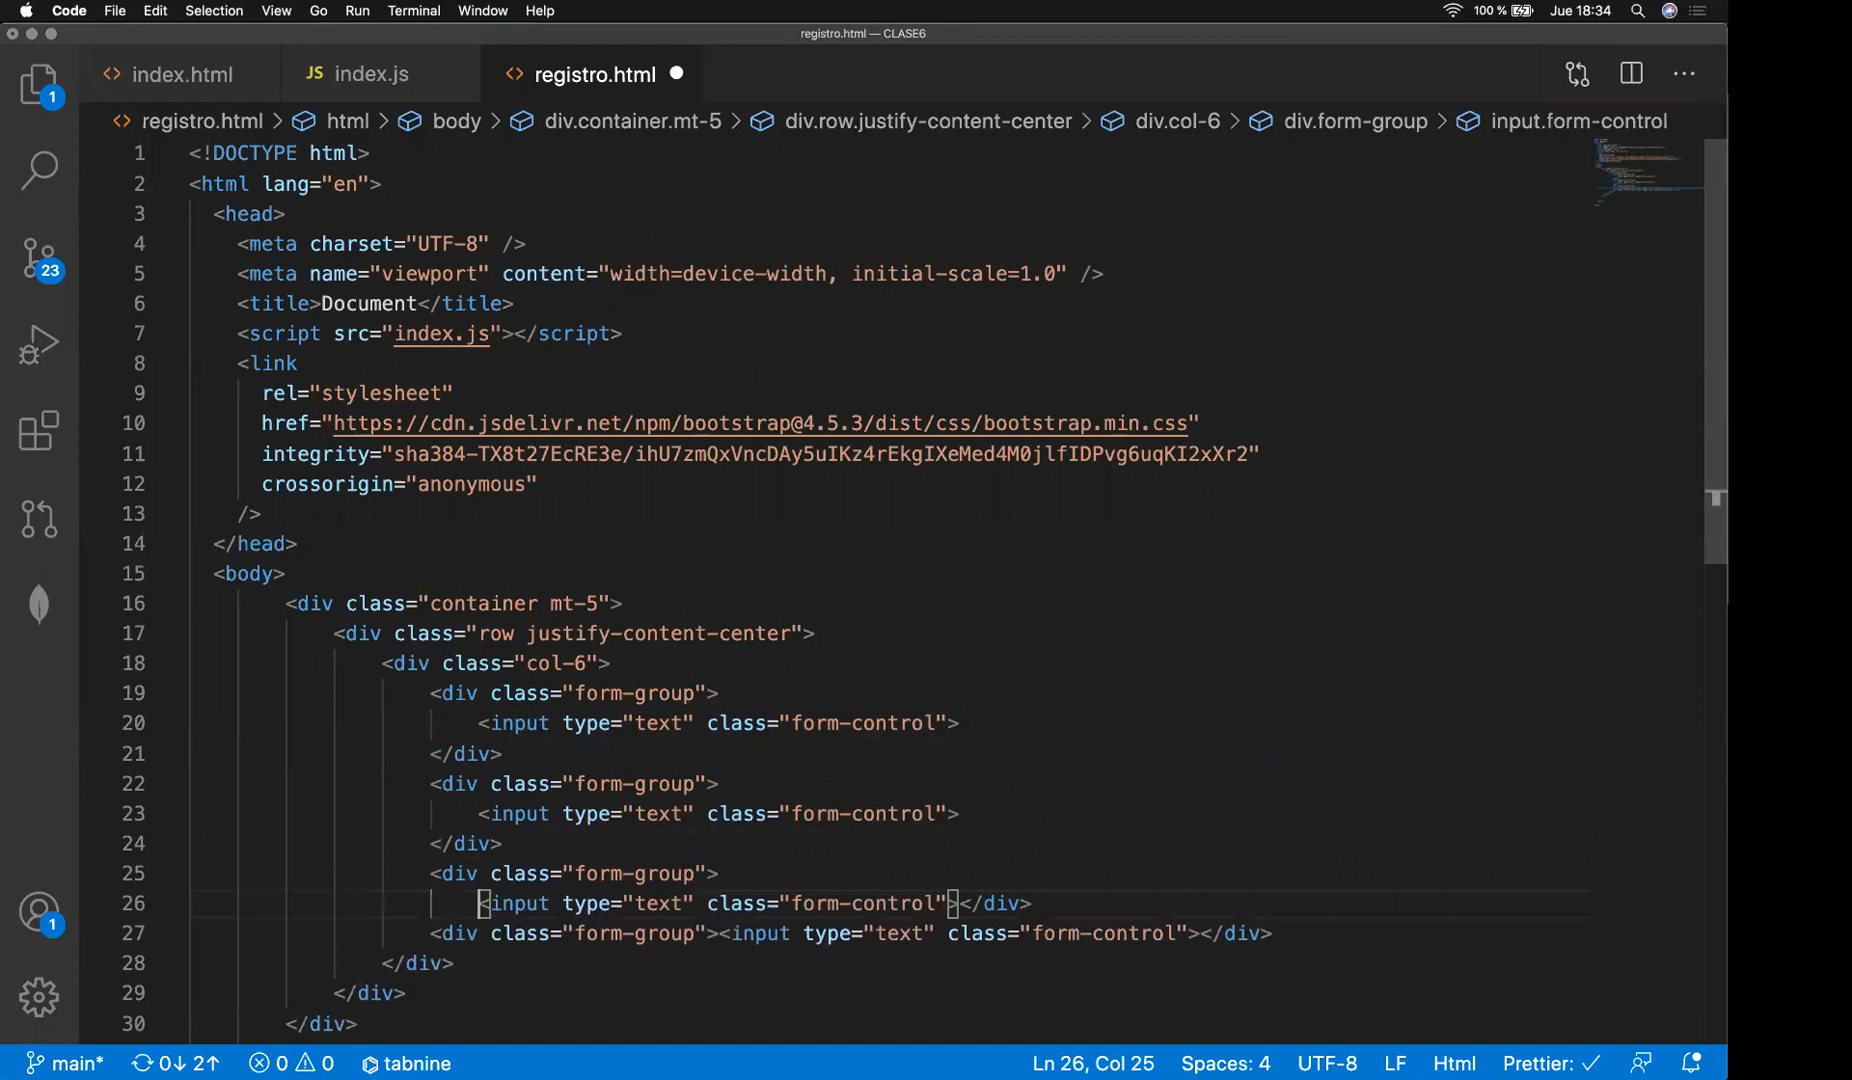 Code File Edit Selection View Go Run Terminal Window Help 100 % Jue 18:34
registro.html — CLASE6
index.html JS index.js registro.html
registro.html > html > body > div.container.mt-5 > div.row.justify-content-center > div.col-6 > div.form-group > input.form-control
1 <!DOCTYPE html>
2 <html lang="en">
3 <head>
4 <meta charset="UTF-8" />
5 <meta name="viewport" content="width=device-width, initial-scale=1.0" />
6 <title>Document</title>
7 <script src="index.js"></script>
8 <link
9 rel="stylesheet"
10 href="https://cdn.jsdelivr.net/npm/bootstrap@4.5.3/dist/css/bootstrap.min.css"
11 integrity="sha384-TX8t27EcRE3e/ihU7zmQxVncDAy5uIKz4rEkgIXeMed4M0jlfIDPvg6uqKI2xXr2"
12 crossorigin="anonymous"
13 />
14 </head>
15 <body>
16 <div class="container mt-5">
17 <div class="row justify-content-center">
18 <div class="col-6">
19 <div class="form-group">
20 <input type="text" class="form-control">
21 </div>
22 <div class="form-group">
23 <input type="text" class="form-control">
24 </div>
25 <div class="form-group">
26 <input type="text" class="form-control"></div>
27 <div class="form-group"><input type="text" class="form-control"></div>
28 </div>
29 </div>
30 </div>
1
23
1
main* 0↓ 2↑ 0 0 tabnine Ln 26, Col 25 Spaces: 4 UTF-8 LF Html Prettier: ✓